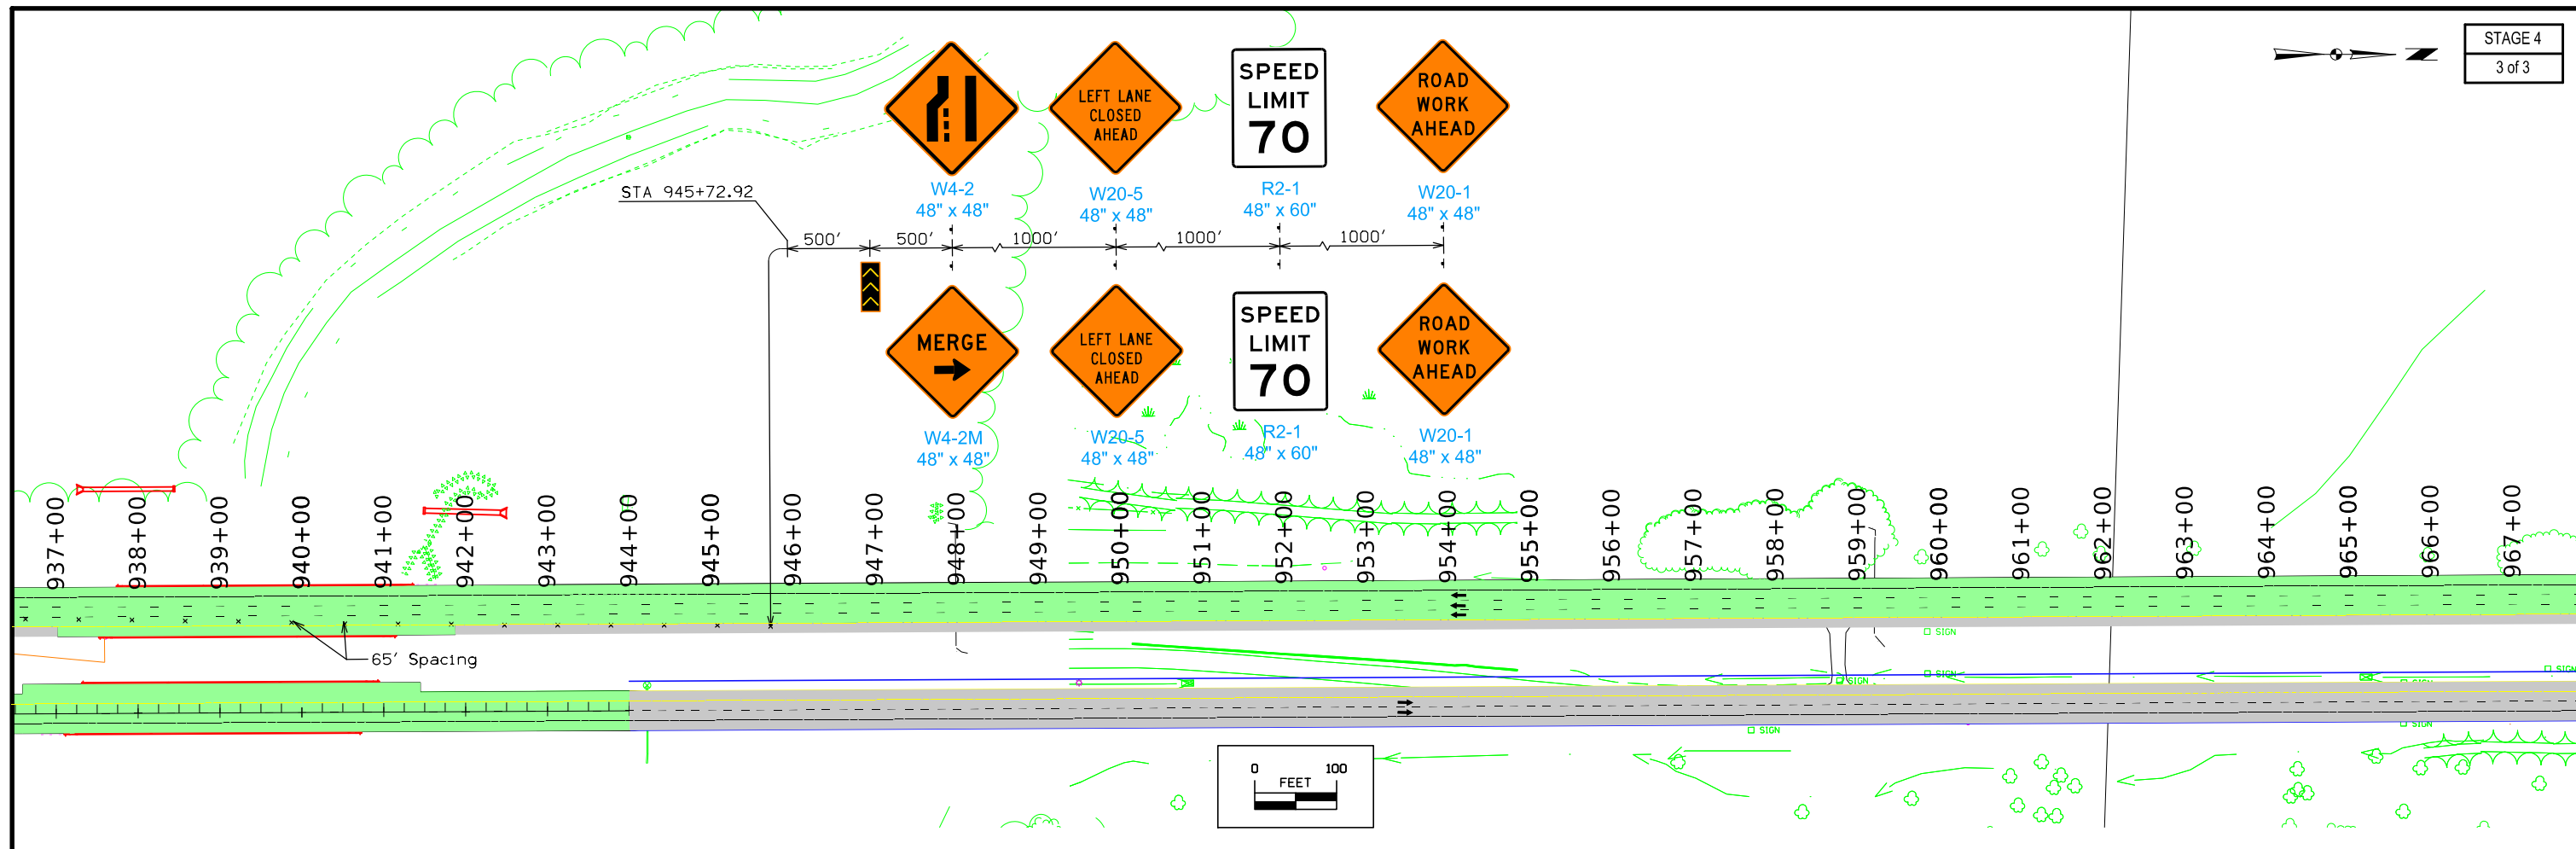 STAGE 4
3 of 3
SPEED
LIMIT
70
ROAD
WORK
AHEAD
LEFT LANE
CLOSED
AHEAD
W4-2
48" x 48"
W20-5
48" x 48"
R2-1
48" x 60"
W20-1
48" x 48"
STA 945+72.92
500'
500'
1000'
1000'
1000'
MERGE
LEFT LANE
CLOSED
AHEAD
SPEED
LIMIT
70
ROAD
WORK
AHEAD
W4-2M
48" x 48"
W20-5
48" x 48"
R2-1
48" x 60"
W20-1
48" x 48"
937+00
938+00
939+00
940+00
941+00
942+00
943+00
944+00
945+00
946+00
947+00
948+00
949+00
950+00
951+00
952+00
953+00
954+00
955+00
956+00
957+00
958+00
959+00
960+00
961+00
962+00
963+00
964+00
965+00
966+00
967+00
65' Spacing
SIGN
SIGN
SIGN
SIGN
SIGN
SIGN
SIGN
0 100
FEET